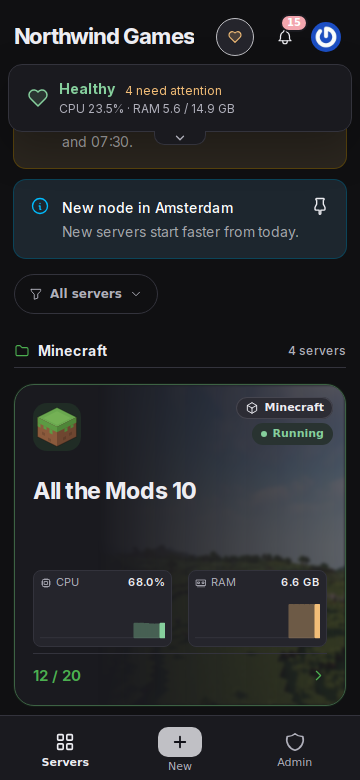 Northwind Games
15
Healthy 4 need attention
CPU 23.5% · RAM 5.6 / 14.9 GB
and 07:30.
New node in Amsterdam
New servers start faster from today.
All servers
Minecraft
4 servers
Minecraft
Running
All the Mods 10
CPU 68.0%
RAM 6.6 GB
12 / 20
Servers
New
Admin